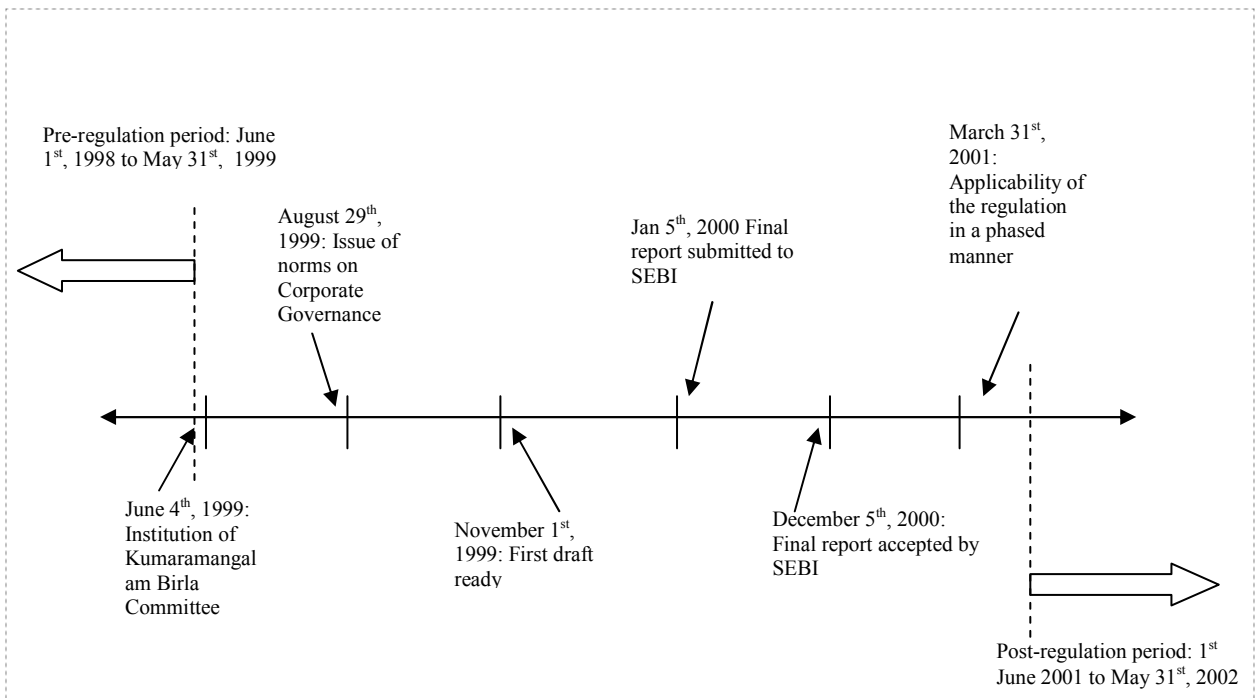 Pre-regulation period: June
1st, 1998 to May 31st, 1999
August 29th,
1999: Issue of
norms on
Corporate
Governance
Jan 5th, 2000 Final
report submitted to
SEBI
March 31st,
2001:
Applicability of
the regulation
in a phased
manner
June 4th, 1999:
Institution of
Kumaramangal
am Birla
Committee
November 1st,
1999: First draft
ready
December 5th, 2000:
Final report accepted by
SEBI
Post-regulation period: 1st
June 2001 to May 31st, 2002